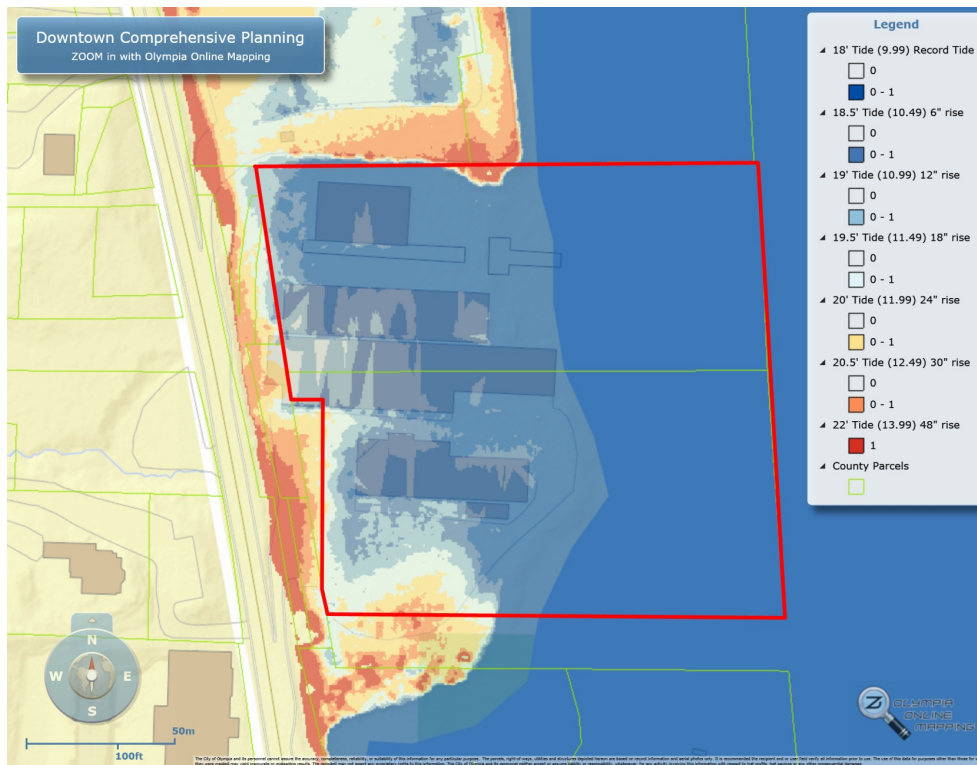 Downtown Comprehensive Planning
ZOOM in with Olympia Online Mapping
Legend
18' Tide (9.99) Record Tide
0
0 - 1
18.5' Tide (10.49) 6" rise
0
0 - 1
19' Tide (10.99) 12" rise
0
0 - 1
19.5' Tide (11.49) 18" rise
0
0 - 1
20' Tide (11.99) 24" rise
0
0 - 1
20.5' Tide (12.49) 30" rise
0
0 - 1
22' Tide (13.99) 48" rise
1
County Parcels
N
W E
S
50m
100ft
OLYMPIA
ONLINE
MAPPING